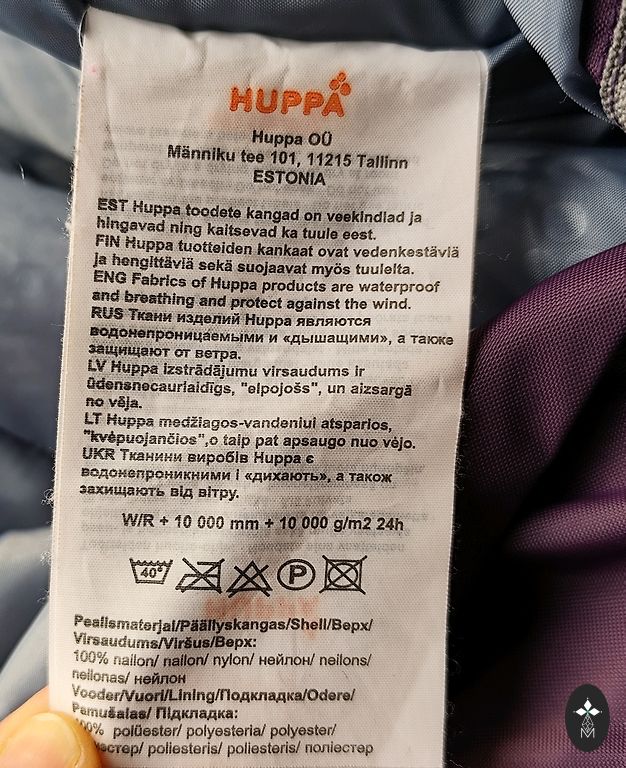 HUPPA
Huppa OÜ
Männiku tee 101, 11215 Tallinn
ESTONIA
EST Huppa toodete kangad on veekindlad ja
hingavad ning kaitsevad ka tuule eest.
FIN Huppa tuotteiden kankaat ovat vedenkestäviä
ja hengittäviä sekä suojaavat myös tuulelta.
ENG Fabrics of Huppa products are waterproof
and breathing and protect against the wind.
RUS Ткани изделий Huppa являются
водонепроницаемыми и «дышащими», а также
защищают от ветра.
LV Huppa izstrādājumu virsaudums ir
ūdensnecaurlaidīgs, "elpojošs", un aizsargā
no vēja.
LT Huppa medžiagos-vandeniui atsparios,
"kvėpuojančios",o taip pat apsaugo nuo vėjo.
UKR Тканини виробів Huppa є
водонепроникними і «дихають», а також
захищають від вітру.
W/R + 10 000 mm + 10 000 g/m2 24h
40° P
Pealismaterjal/Päällyskangas/Shell/Верх/
Virsaudums/Viršus/Верх:
100% nailon/ nailon/ nylon/ нейлон/ neilons/
neilonas/ нейлон
Vooder/Vuori/Lining/Подкладка/Odere/
Pamušalas/ Підкладка:
polüester/ polyesteria/ polyester/
poliesteris/ poliesteris/ поліестер